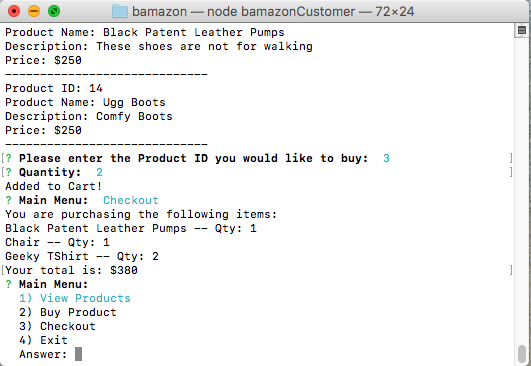 bamazon — node bamazonCustomer — 72×24
Product Name: Black Patent Leather Pumps
Description: These shoes are not for walking
Price: $250
-----------------------------
Product ID: 14
Product Name: Ugg Boots
Description: Comfy Boots
Price: $250
-----------------------------
[? Please enter the Product ID you would like to buy:  3 ]
[? Quantity:  2 ]
Added to Cart!
? Main Menu:  Checkout
You are purchasing the following items:
Black Patent Leather Pumps -- Qty: 1
Chair -- Qty: 1
Geeky TShirt -- Qty: 2
[Your total is: $380 ]
? Main Menu:
1) View Products
2) Buy Product
3) Checkout
4) Exit
Answer: